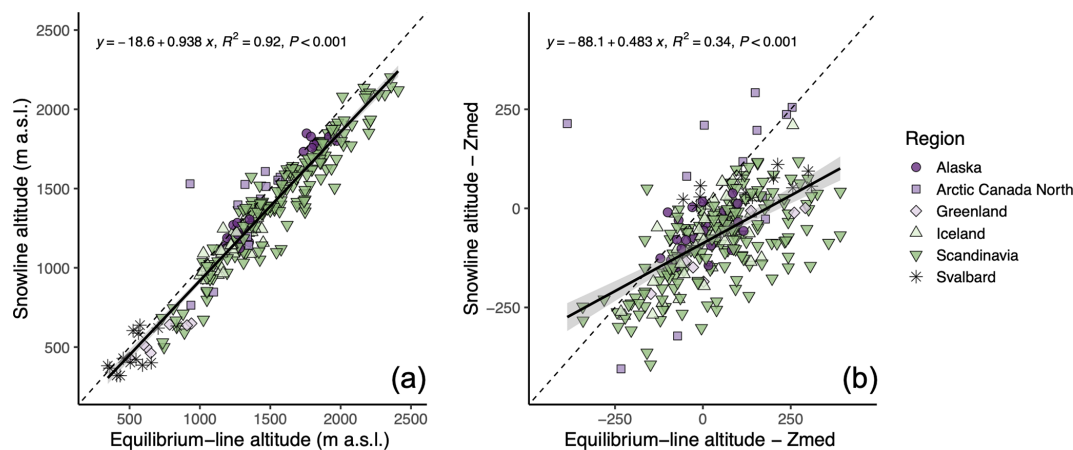 y = −18.6 + 0.938 x, R² = 0.92, P < 0.001
2500
2000
1500
1000
500
Snowline altitude (m a.s.l.)
500 1000 1500 2000 2500
Equilibrium−line altitude (m a.s.l.)
(a)
y = −88.1 + 0.483 x, R² = 0.34, P < 0.001
250
0
−250
Snowline altitude − Zmed
−250 0 250
Equilibrium−line altitude − Zmed
(b)
Region
Alaska
Arctic Canada North
Greenland
Iceland
Scandinavia
Svalbard